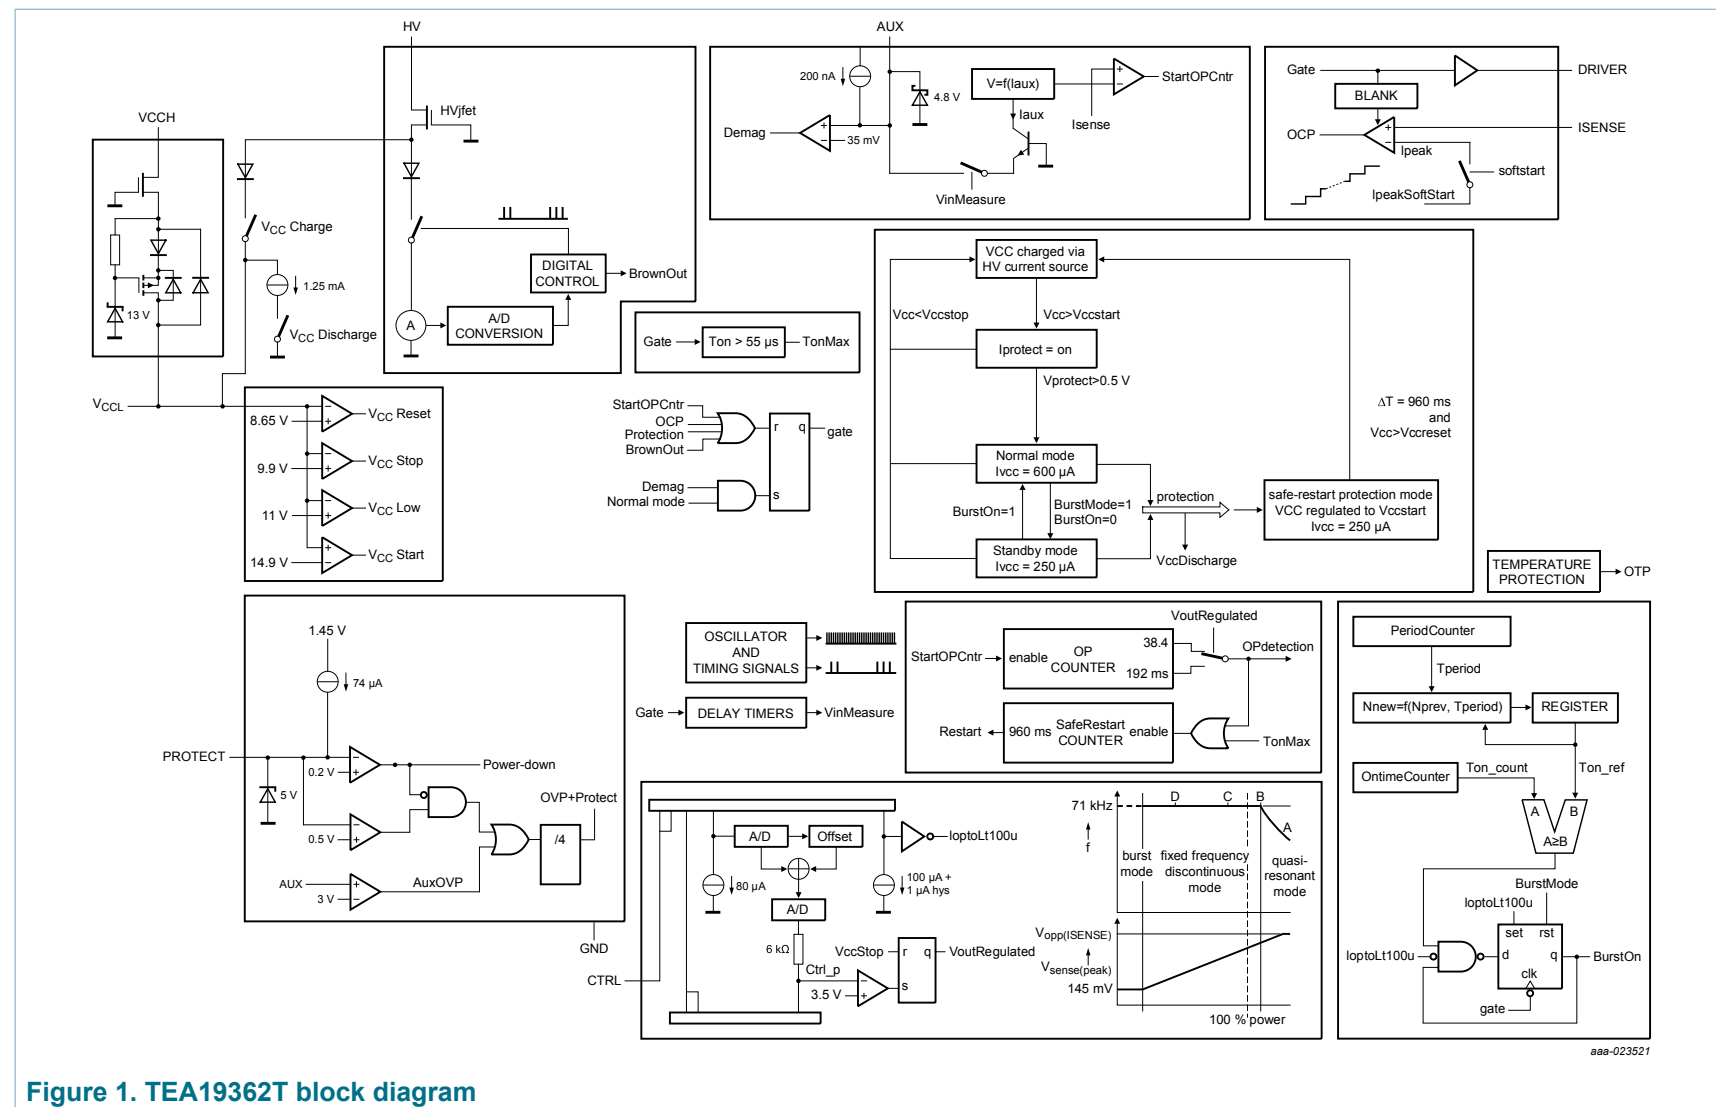 HV
AUX
VCCH
HVjfet
VCC Charge
1.25 mA
VCC Discharge
13 V
VCCL
DIGITAL
CONTROL
BrownOut
A
A/D
CONVERSION
200 nA
4.8 V
V=f(Iaux)
Iaux
+
−
StartOPCntr
Isense
Demag
+
−
35 mV
VinMeasure
Gate
DRIVER
BLANK
OCP
+
−
ISENSE
Ipeak
softstart
IpeakSoftStart
Gate
Ton > 55 µs
TonMax
−
+
8.65 V
VCC Reset
−
+
9.9 V
VCC Stop
−
+
11 V
VCC Low
+
−
14.9 V
VCC Start
StartOPCntr
OCP
Protection
BrownOut
Demag
Normal mode
r
q
s
gate
VCC charged via
HV current source
Vcc<Vccstop
Vcc>Vccstart
Iprotect = on
Vprotect>0.5 V
ΔT = 960 ms
and
Vcc>Vccreset
Normal mode
Ivcc = 600 µA
BurstOn=1
BurstMode=1
BurstOn=0
protection
VccDischarge
safe-restart protection mode
VCC regulated to Vccstart
Ivcc = 250 µA
Standby mode
Ivcc = 250 µA
TEMPERATURE
PROTECTION
OTP
1.45 V
74 µA
PROTECT
5 V
−
+
0.2 V
Power-down
−
+
0.5 V
OVP+Protect
/4
AUX
+
−
3 V
AuxOVP
GND
OSCILLATOR
AND
TIMING SIGNALS
Gate
DELAY TIMERS
VinMeasure
VoutRegulated
StartOPCntr
enable
OP
COUNTER
38.4
192 ms
OPdetection
Restart
960 ms
SafeRestart
COUNTER
enable
TonMax
A/D
Offset
IoptoLt100u
80 µA
100 µA +
1 µA hys
A/D
6 kΩ
Ctrl_p
−
+
3.5 V
VccStop
r
q
s
VoutRegulated
CTRL
71 kHz
f
D
C
B
A
burst
mode
fixed frequency
discontinuous
mode
quasi-
resonant
mode
Vopp(ISENSE)
Vsense(peak)
145 mV
100 % power
PeriodCounter
Tperiod
Nnew=f(Nprev, Tperiod)
REGISTER
OntimeCounter
Ton_count
Ton_ref
A
B
A≥B
BurstMode
IoptoLt100u
set
rst
IoptoLt100u
d
q
clk
BurstOn
gate
aaa-023521
Figure 1. TEA19362T block diagram